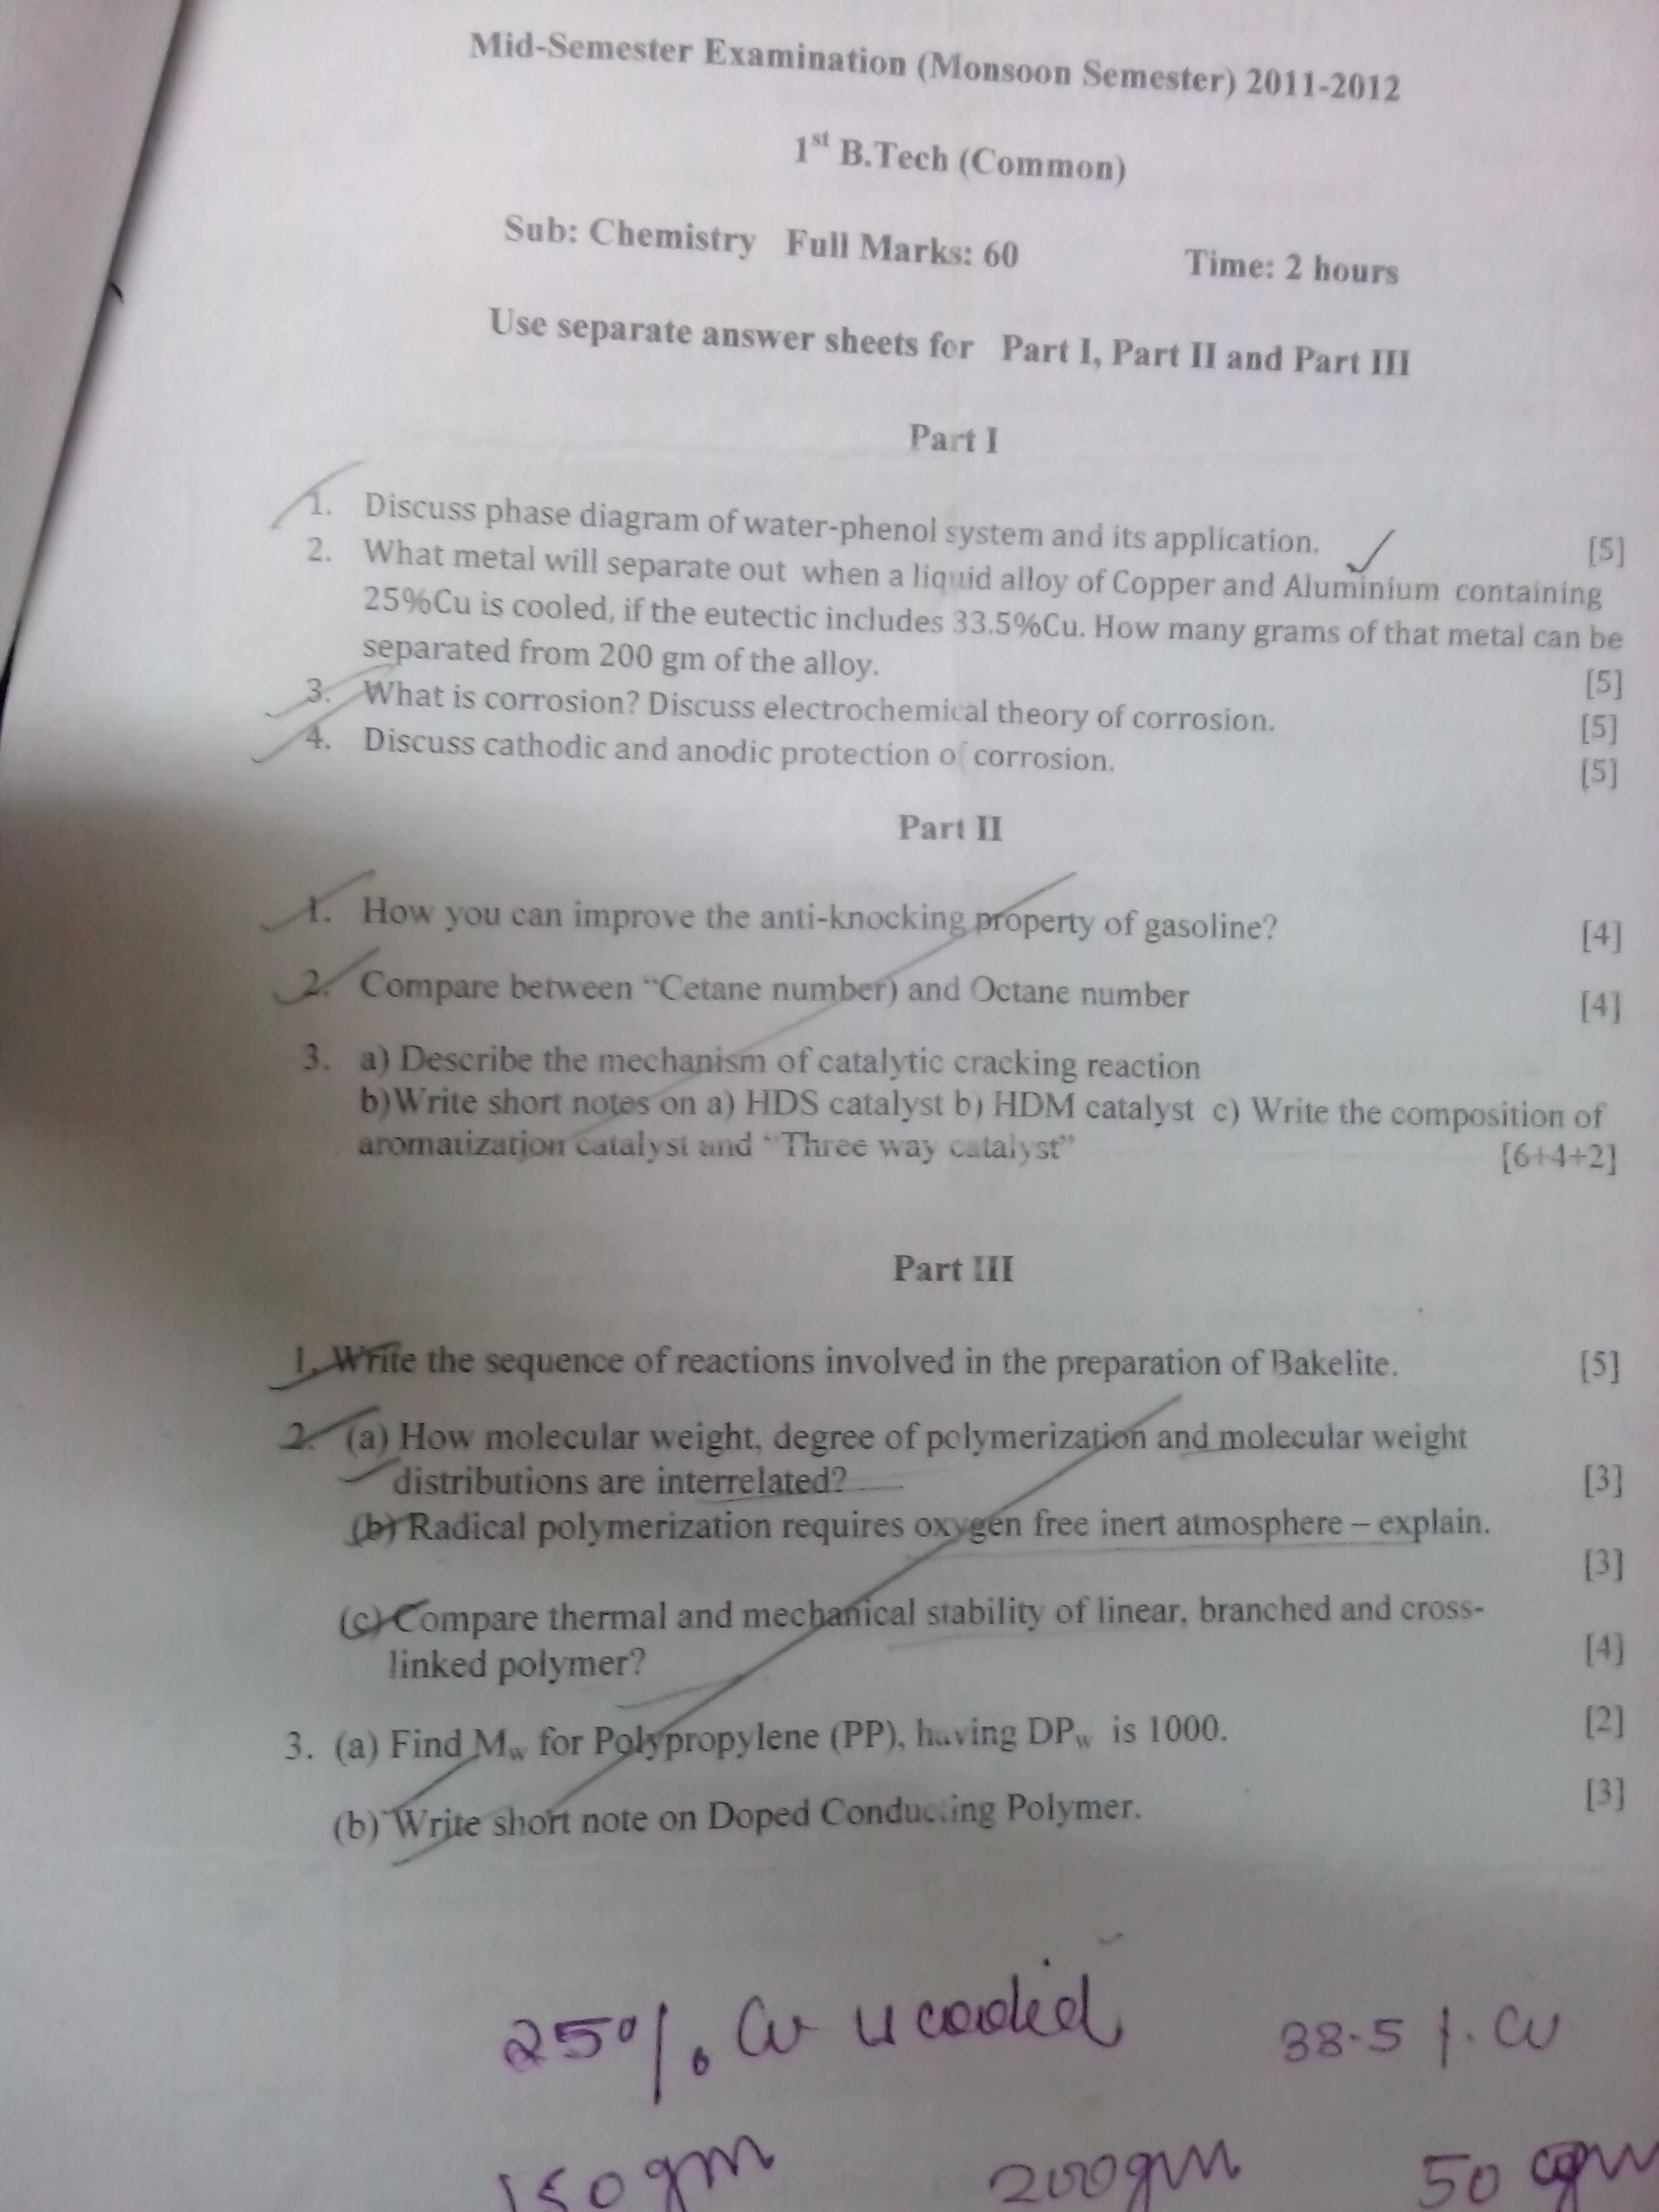 Mid-Semester Examination (Monsoon Semester) 2011-2012
1st B.Tech (Common)
Sub: Chemistry Full Marks: 60 Time: 2 hours
Use separate answer sheets for Part I, Part II and Part III
Part I
1. Discuss phase diagram of water-phenol system and its application. [5]
2. What metal will separate out when a liquid alloy of Copper and Aluminium containing
25%Cu is cooled, if the eutectic includes 33.5%Cu. How many grams of that metal can be
separated from 200 gm of the alloy. [5]
3. What is corrosion? Discuss electrochemical theory of corrosion. [5]
4. Discuss cathodic and anodic protection of corrosion. [5]
Part II
1. How you can improve the anti-knocking property of gasoline? [4]
2. Compare between “Cetane number) and Octane number [4]
3. a) Describe the mechanism of catalytic cracking reaction
b)Write short notes on a) HDS catalyst b) HDM catalyst c) Write the composition of
aromatization catalyst and “Three way catalyst” [6+4+2]
Part III
1. Write the sequence of reactions involved in the preparation of Bakelite. [5]
2. (a) How molecular weight, degree of polymerization and molecular weight
distributions are interrelated? [3]
(b) Radical polymerization requires oxygen free inert atmosphere – explain.
[3]
(c) Compare thermal and mechanical stability of linear, branched and cross-
linked polymer? [4]
3. (a) Find Mw for Polypropylene (PP), having DPw is 1000. [2]
(b) Write short note on Doped Conducting Polymer. [3]
25%. Cu 38.5 %. Cu
150 gm 200gm 50 gm